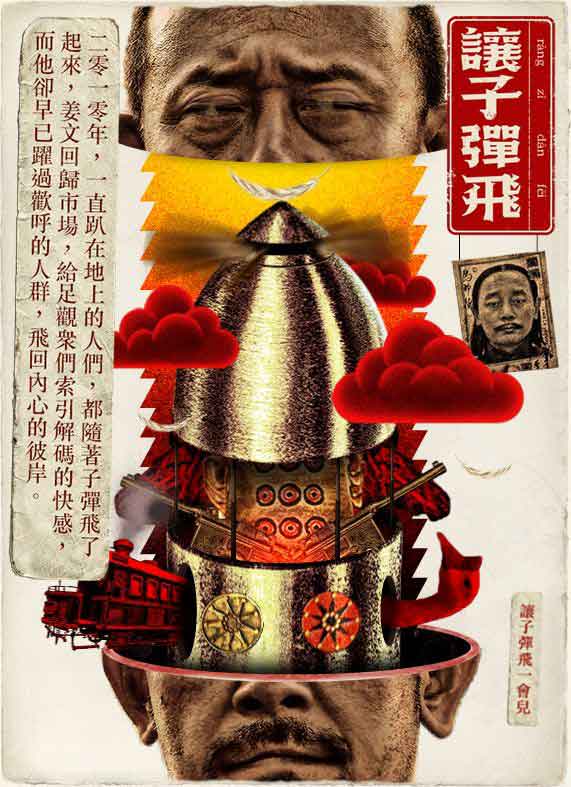 讓子彈飛
ràng zi dàn fei
二零一零年，一直趴在地上的人們，都隨著子彈飛了
起來，姜文回歸市場，給足觀衆們索引解碼的快感，
而他卻早已躍過歡呼的人群，飛回內心的彼岸。
讓子彈飛一會兒